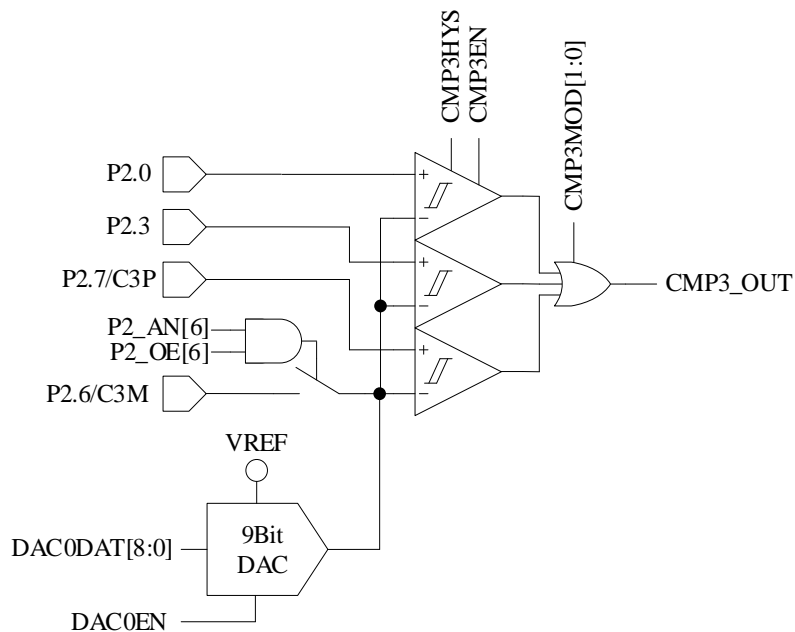 CMP3HYS
CMP3EN
CMP3MOD[1:0]
P2.0
+
−
P2.3
+
−
P2.7/C3P
CMP3_OUT
P2_AN[6]
P2_OE[6]
+
−
P2.6/C3M
VREF
DAC0DAT[8:0]
9Bit
DAC
DAC0EN